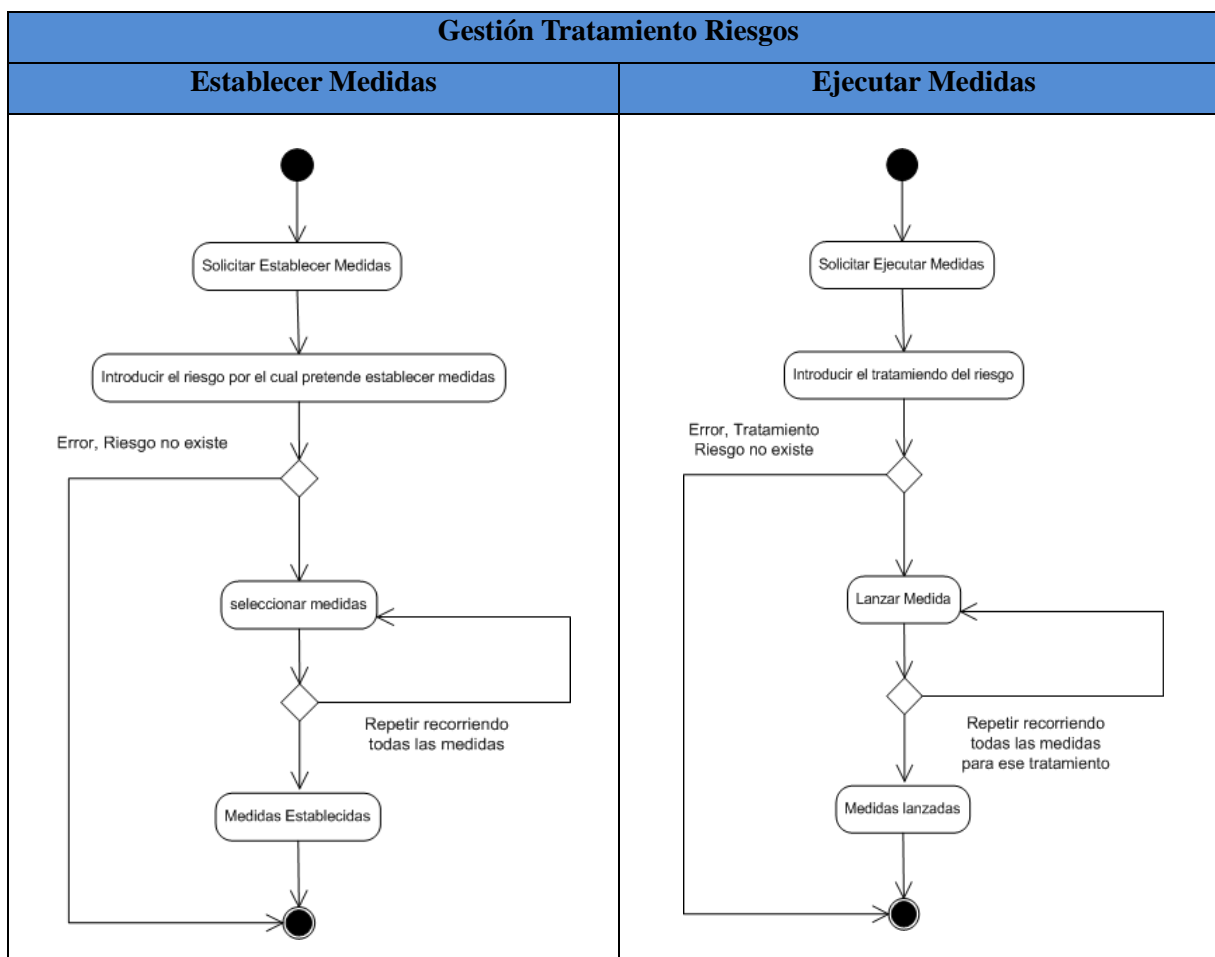 Gestión Tratamiento Riesgos
Establecer Medidas
Ejecutar Medidas
Solicitar Establecer Medidas
Introducir el riesgo por el cual pretende establecer medidas
Error, Riesgo no existe
seleccionar medidas
Repetir recorriendo
todas las medidas
Medidas Establecidas
Solicitar Ejecutar Medidas
Introducir el tratamiendo del riesgo
Error, Tratamiento
Riesgo no existe
Lanzar Medida
Repetir recorriendo
todas las medidas
para ese tratamiento
Medidas lanzadas